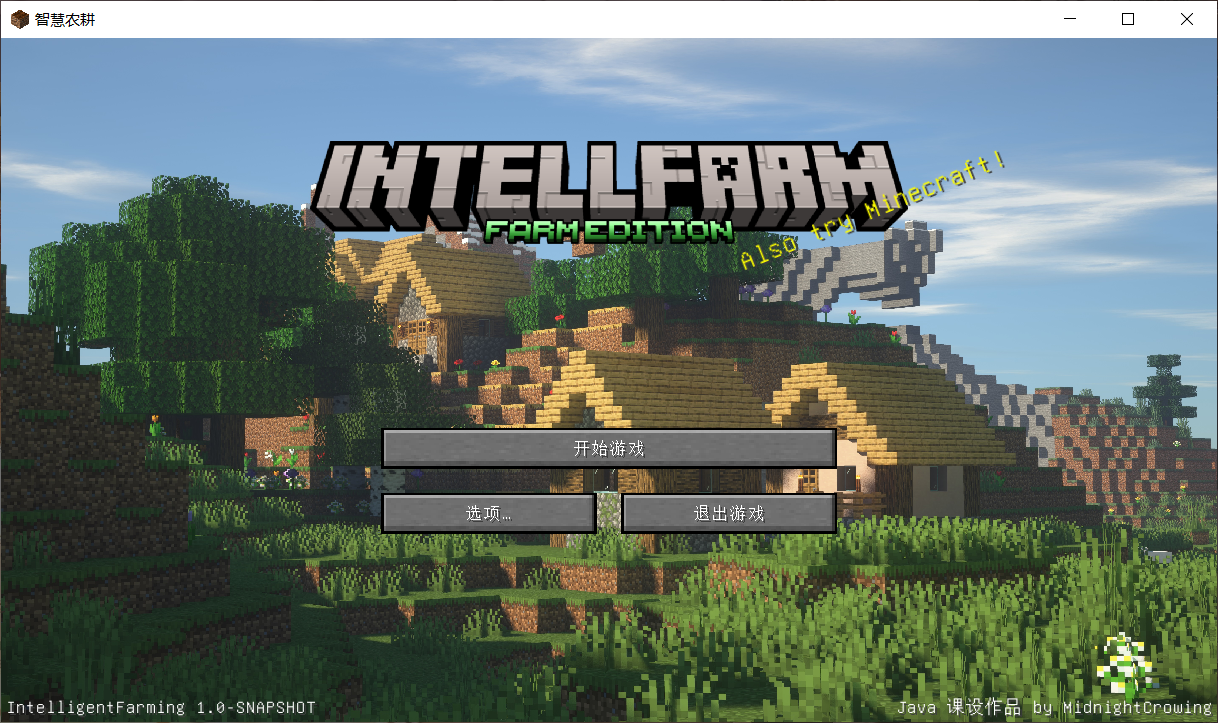 智慧农耕
INTELLFARM
FARM EDITION
Also try Minecraft!
开始游戏
选项...
退出游戏
IntelligentFarming 1.0-SNAPSHOT
Java 课设作品 by MidnightCrowing